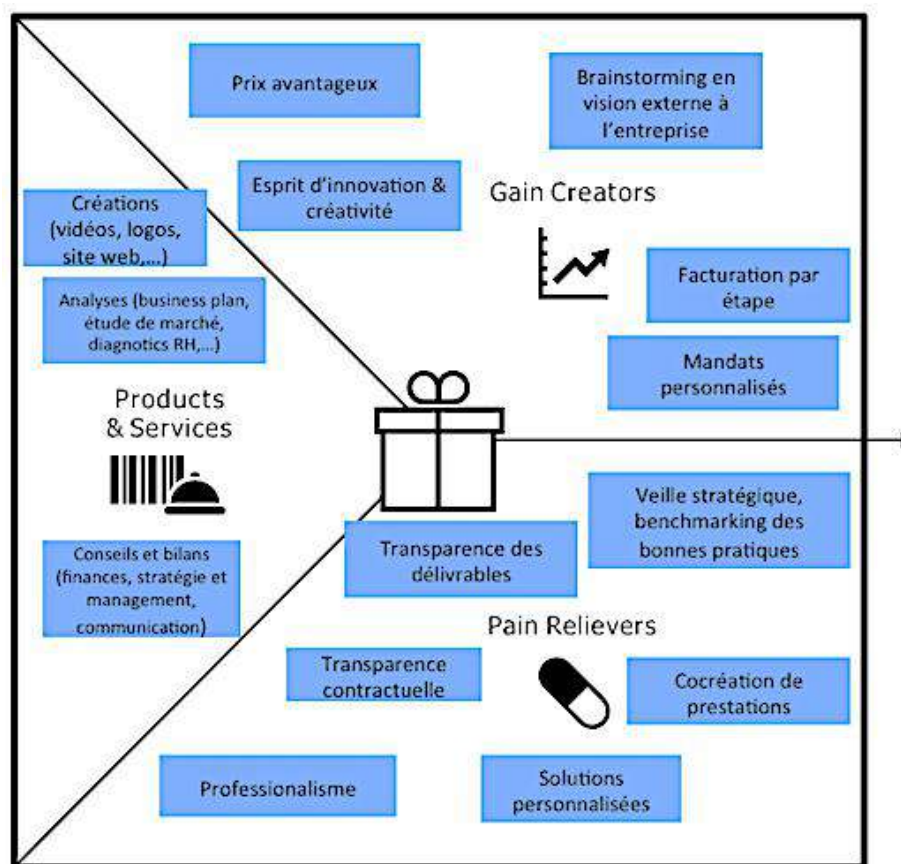 Prix avantageux
Brainstorming en
vision externe à
l'entreprise
Esprit d'innovation &
créativité
Gain Creators
Créations
(vidéos, logos,
site web,...)
Facturation par
étape
Analyses (business plan,
étude de marché,
diagnotics RH,...)
Mandats
personnalisés
Products
& Services
Veille stratégique,
benchmarking des
bonnes pratiques
Transparence des
délivrables
Conseils et bilans
(finances, stratégie et
management,
communication)
Pain Relievers
Transparence
contractuelle
Cocréation de
prestations
Professionalisme
Solutions
personnalisées